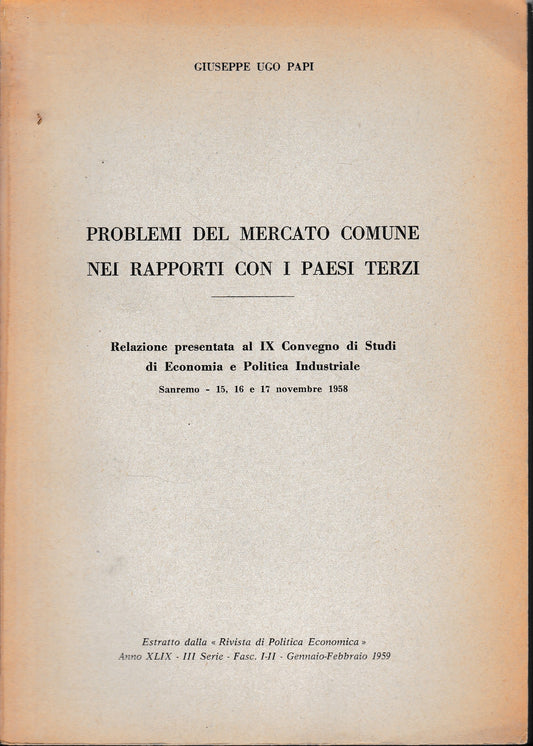 GIUSEPPE UGO PAPI
PROBLEMI DEL MERCATO COMUNE
NEI RAPPORTI CON I PAESI TERZI
Relazione presentata al IX Convegno di Studi
di Economia e Politica Industriale
Sanremo - 15, 16 e 17 novembre 1958
Estratto dalla « Rivista di Politica Economica »
Anno XLIX - III Serie - Fasc. I-II - Gennaio-Febbraio 1959